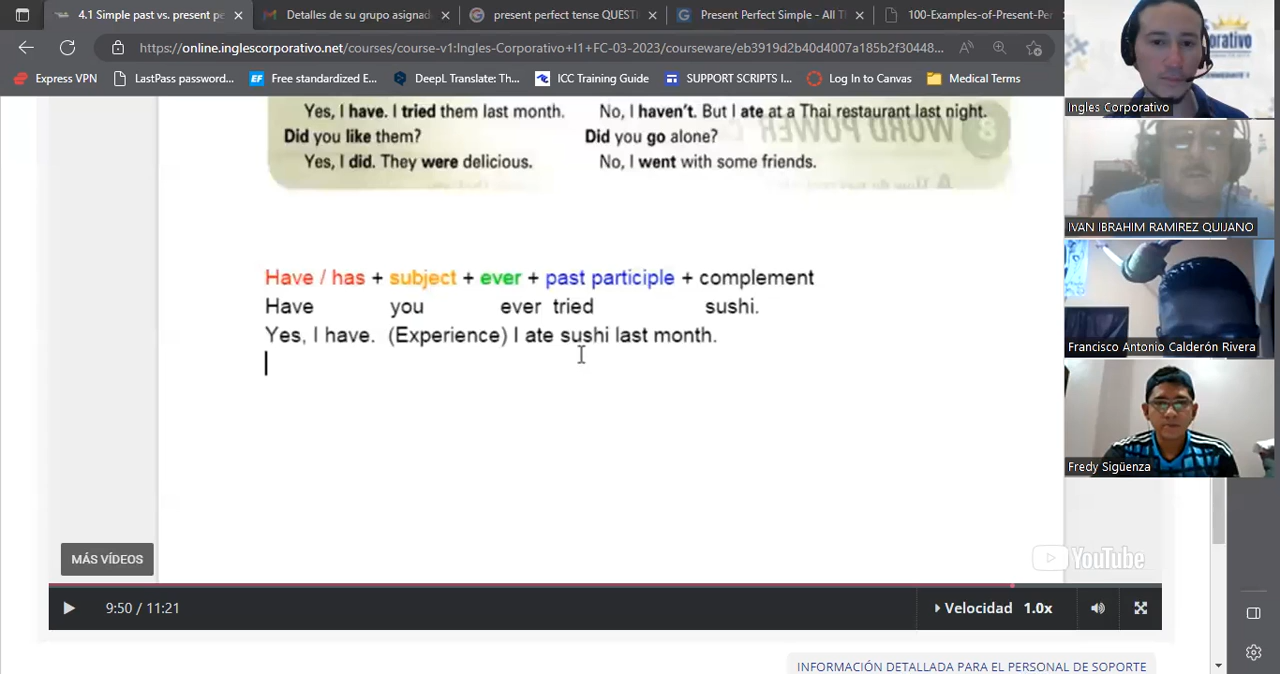 4.1 Simple past vs. present pe
Detalles de su grupo asignad
present perfect tense QUEST
Present Perfect Simple - All T
100-Examples-of-Present-Per
https://online.inglescorporativo.net/courses/course-v1:Ingles-Corporativo+I1+FC-03-2023/courseware/eb3919d2b40d4007a185b2f30448...
Express VPN
LastPass password...
Free standardized E...
DeepL Translate: Th...
ICC Training Guide
SUPPORT SCRIPTS I...
Log In to Canvas
Medical Terms
Yes, I have. I tried them last month.
No, I haven't. But I ate at a Thai restaurant last night.
Did you like them?
Did you go alone?
Yes, I did. They were delicious.
No, I went with some friends.
8 WORD POWER
Have / has + subject + ever + past participle + complement
Have you ever tried sushi.
Yes, I have. (Experience) I ate sushi last month.
MÁS VÍDEOS
YouTube
9:50 / 11:21
Velocidad 1.0x
INFORMACIÓN DETALLADA PARA EL PERSONAL DE SOPORTE
Ingles Corporativo
IVAN IBRAHIM RAMIREZ QUIJANO
Francisco Antonio Calderón Rivera
Fredy Sigüenza